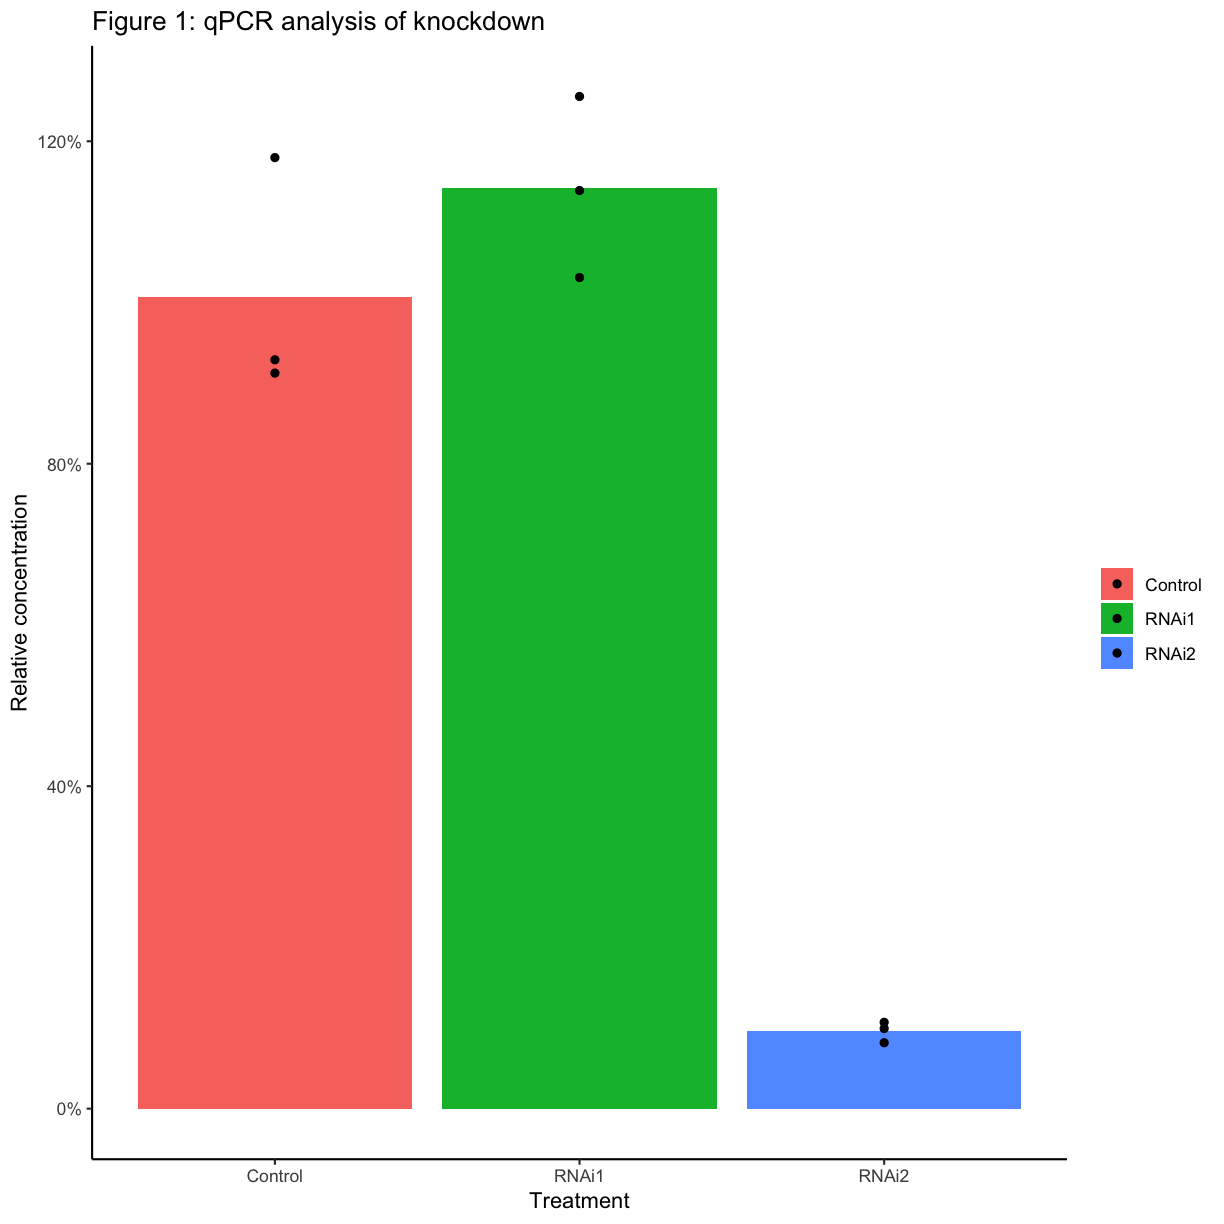 Figure 1: qPCR analysis of knockdown
120%
80%
40%
0%
Relative concentration
Control
RNAi1
RNAi2
Treatment
Control
RNAi1
RNAi2